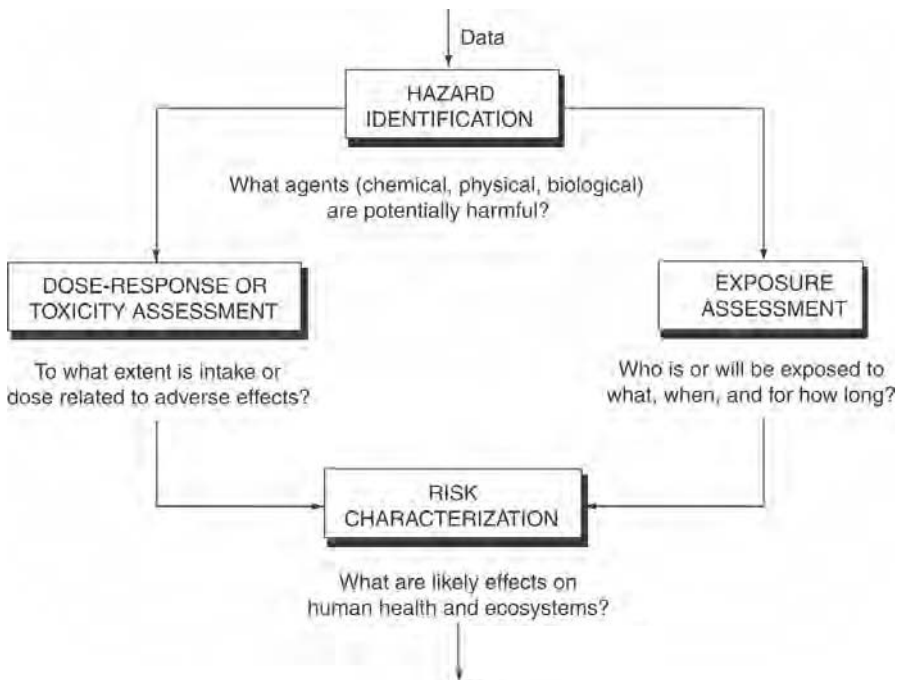 Data
HAZARD
IDENTIFICATION
What agents (chemical, physical, biological)
are potentially harmful?
DOSE-RESPONSE OR
TOXICITY ASSESSMENT
To what extent is intake or
dose related to adverse effects?
EXPOSURE
ASSESSMENT
Who is or will be exposed to
what, when, and for how long?
RISK
CHARACTERIZATION
What are likely effects on
human health and ecosystems?